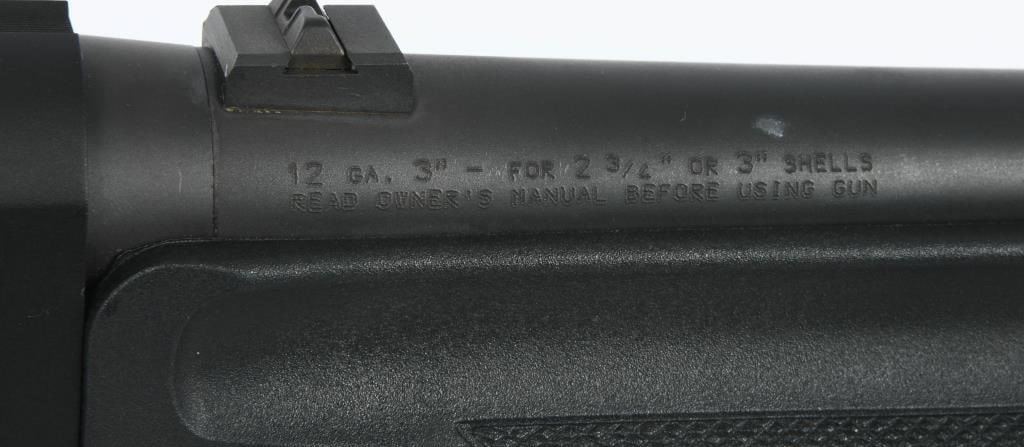 12 GA. 3" - FOR 2 3/4" OR 3" SHELLS
READ OWNER'S MANUAL BEFORE USING GUN